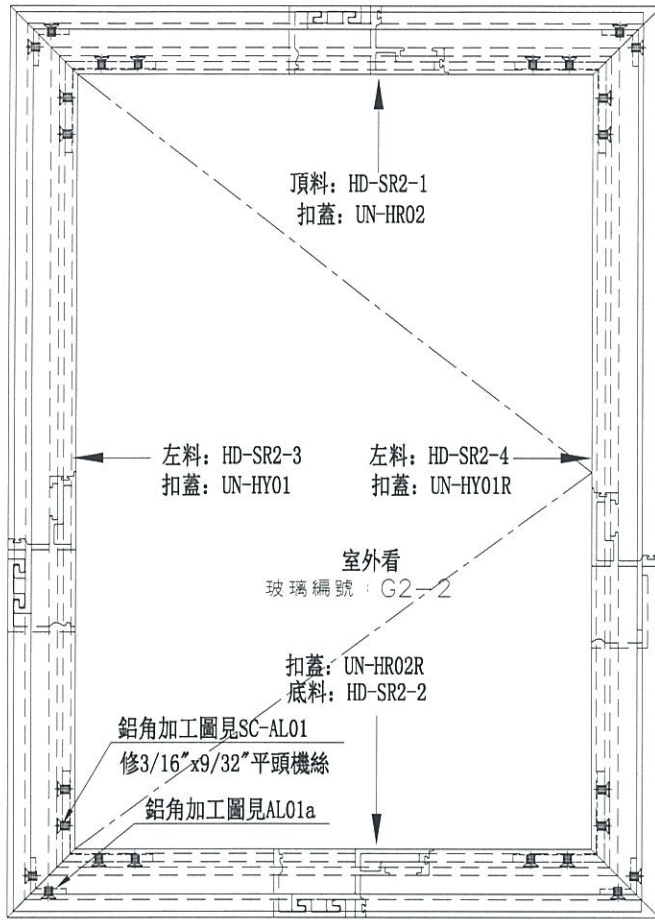 頂料: HD-SR2-1
扣蓋: UN-HR02
左料: HD-SR2-3
扣蓋: UN-HY01
左料: HD-SR2-4
扣蓋: UN-HY01R
室外看
玻璃編號：G2-2
扣蓋: UN-HR02R
底料: HD-SR2-2
鋁角加工圖見SC-AL01
修3/16"x9/32"平頭機絲
鋁角加工圖見AL01a